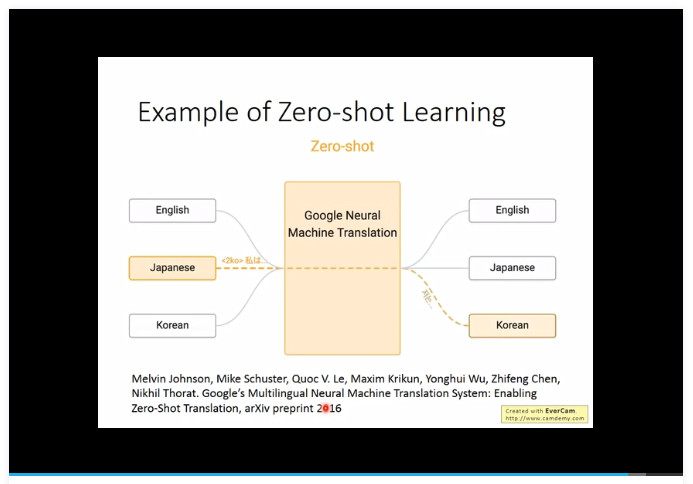 Example of Zero-shot Learning
Zero-shot
Google Neural
Machine Translation
English
Japanese
Korean
<2ko> 私は...
English
Japanese
Korean
저는...
Melvin Johnson, Mike Schuster, Quoc V. Le, Maxim Krikun, Yonghui Wu, Zhifeng Chen,
Nikhil Thorat. Google's Multilingual Neural Machine Translation System: Enabling
Zero-Shot Translation, arXiv preprint 2016
Created with EverCam.
http://www.camdemy.com